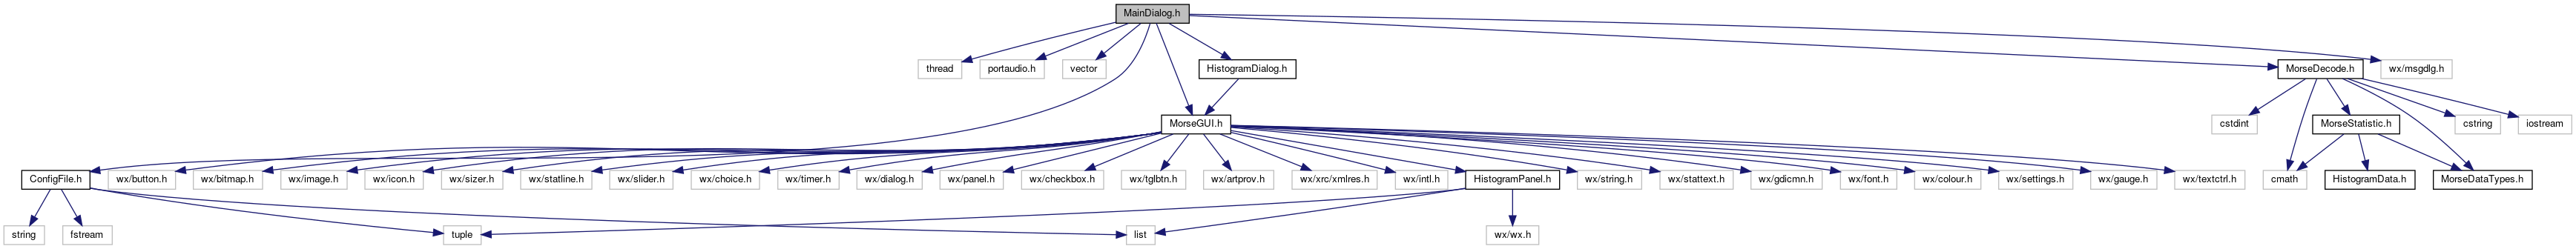 MainDialog.h
thread
portaudio.h
vector
HistogramDialog.h
MorseDecode.h
wx/msgdlg.h
MorseGUI.h
cstdint
MorseStatistic.h
cstring
iostream
ConfigFile.h
wx/button.h
wx/bitmap.h
wx/image.h
wx/icon.h
wx/sizer.h
wx/statline.h
wx/slider.h
wx/choice.h
wx/timer.h
wx/dialog.h
wx/panel.h
wx/checkbox.h
wx/tglbtn.h
wx/artprov.h
wx/xrc/xmlres.h
wx/intl.h
HistogramPanel.h
wx/string.h
wx/stattext.h
wx/gdicmn.h
wx/font.h
wx/colour.h
wx/settings.h
wx/gauge.h
wx/textctrl.h
cmath
HistogramData.h
MorseDataTypes.h
string
fstream
tuple
list
wx/wx.h